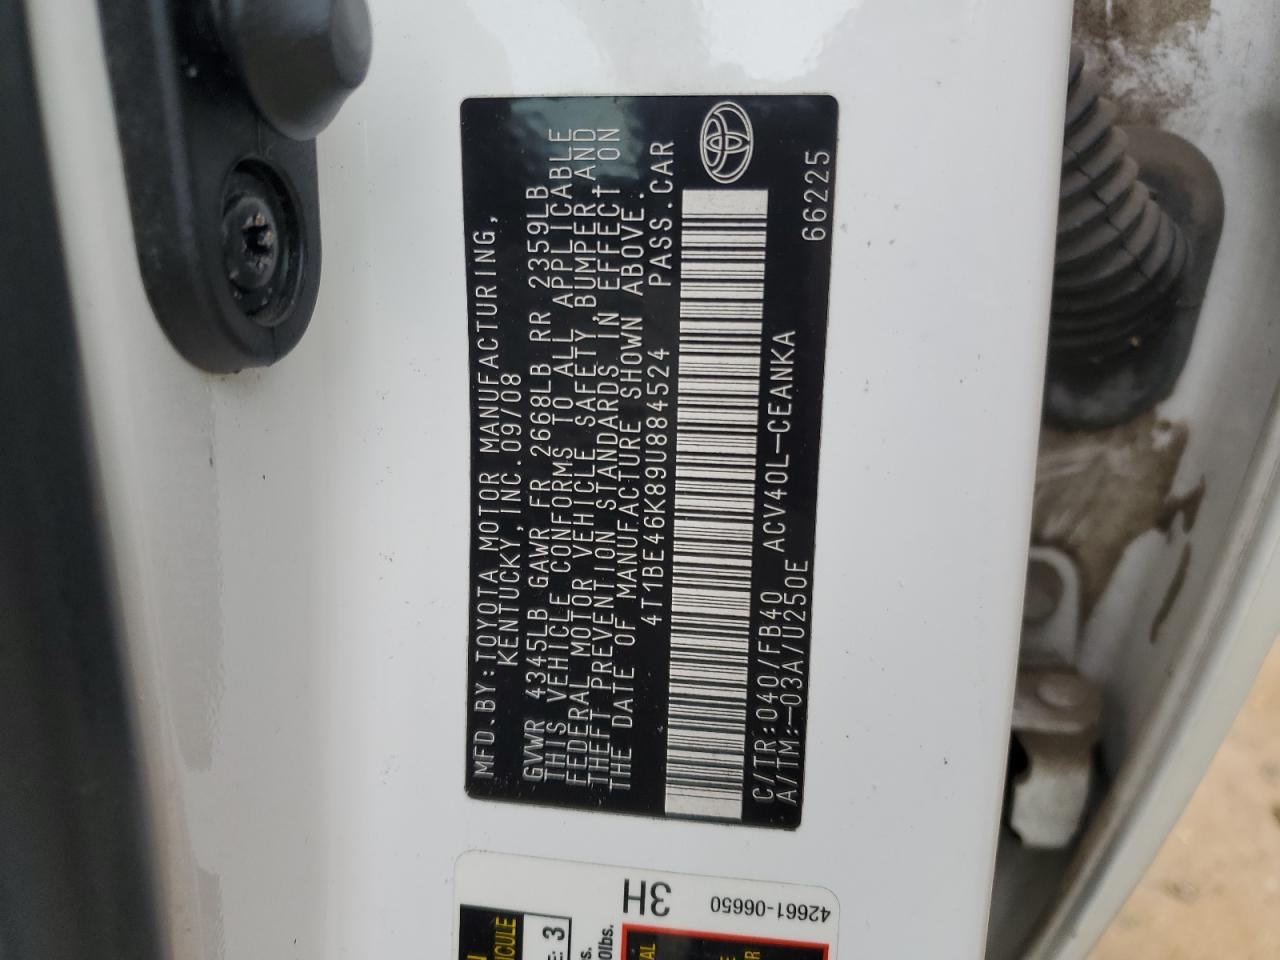 MFD.BY:TOYOTA MOTOR MANUFACTURING,
KENTUCKY,INC.09/08
GVWR 4345LB GAWR FR 2668LB RR 2359LB
THIS VEHICLE CONFORMS TO ALL APPLICABLE
FEDERAL MOTOR VEHICLE SAFETY,BUMPER,AND
THEFT PREVENTION STANDARDS IN EFFECT ON
THE DATE OF MANUFACTURE SHOWN ABOVE.
4T1BE46K89U884524 PASS.CAR
C/TR:040/FB40 ACV40L-CEANKA 66225
A/TM:-03A/U250E
3H
42661-06650
3